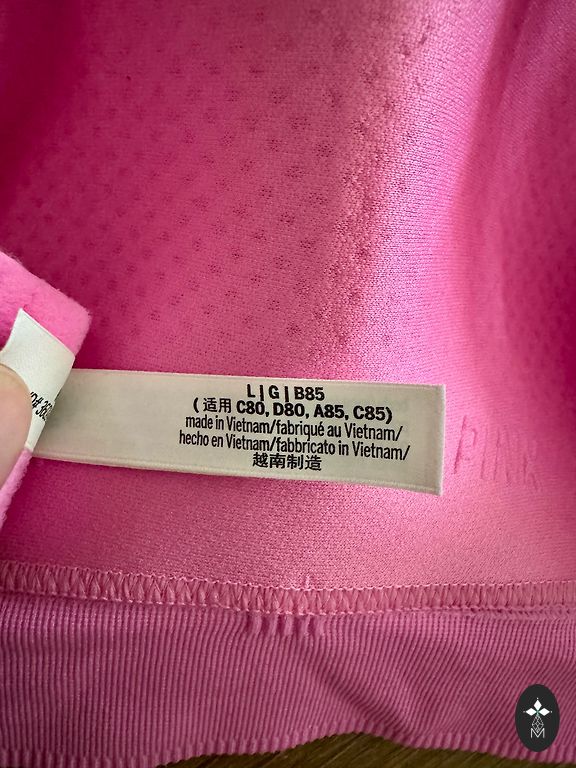 L|G|B85
(适用 C80, D80, A85, C85)
made in Vietnam/fabriqué au Vietnam/
hecho en Vietnam/fabbricato in Vietnam/
越南制造
PINK
M